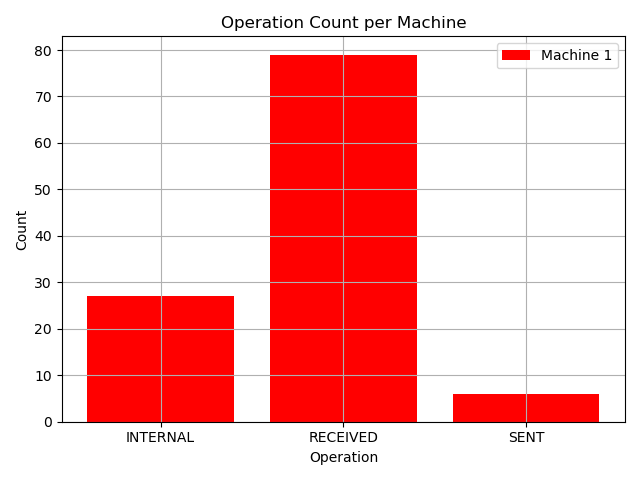 Operation Count per Machine
Machine 1
80
70
60
50
40
30
20
10
0
Count
INTERNAL
RECEIVED
SENT
Operation